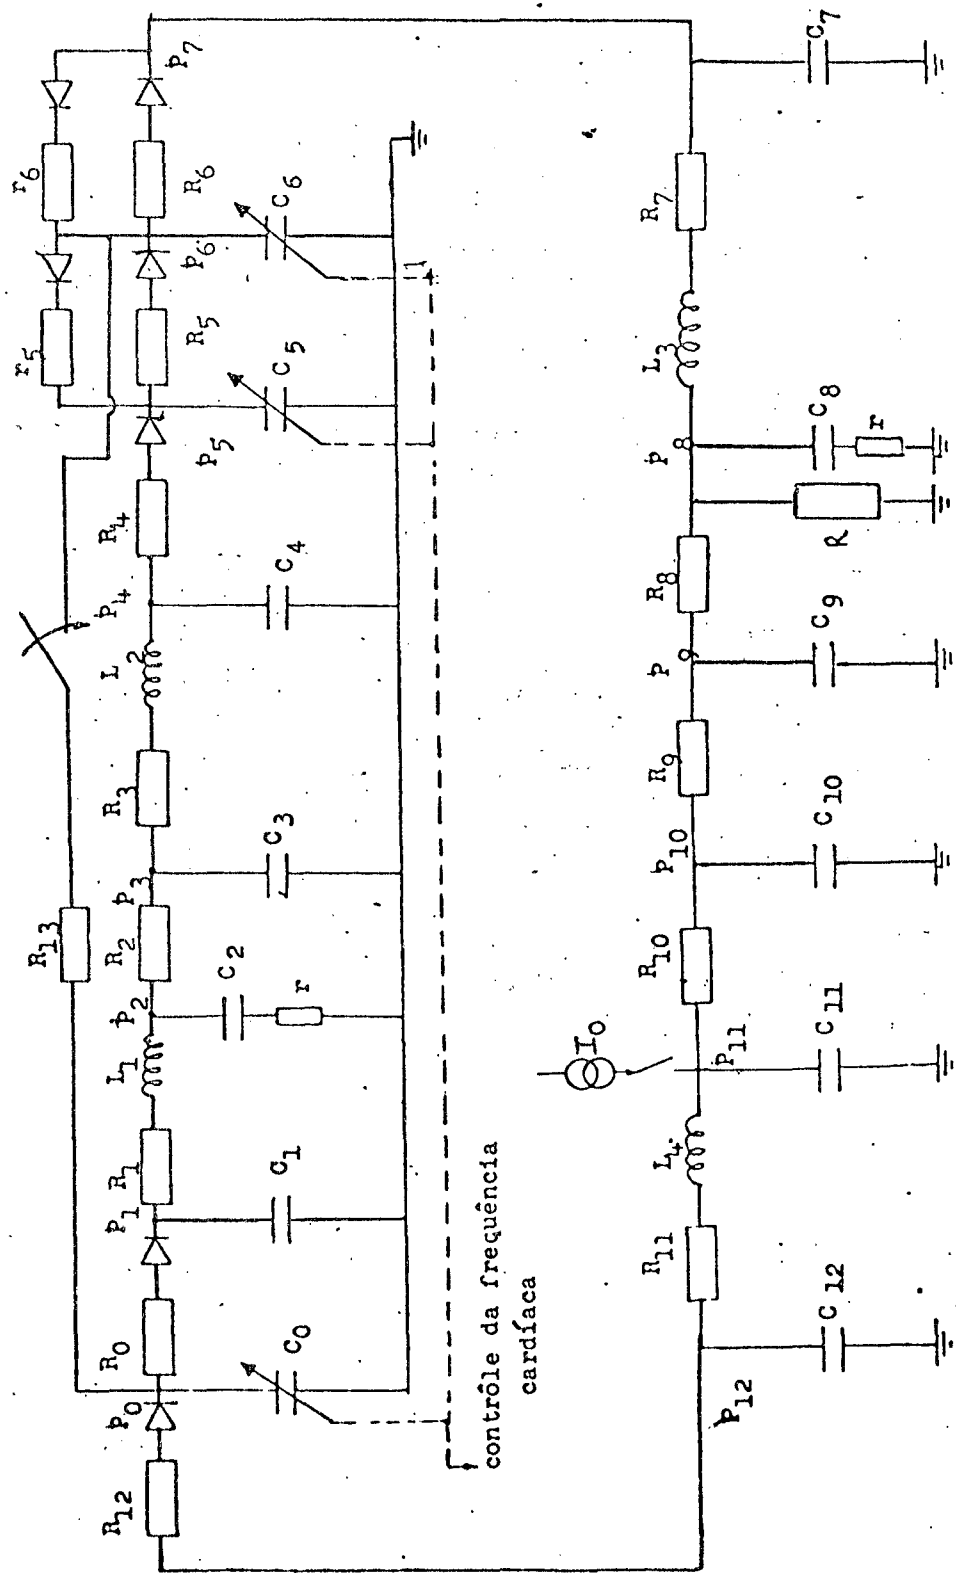 R13
r5
r6
R12
p0
R0
p1
R1
L1
p2
R2
p3
R3
L2
p4
R4
p5
R5
p6
R6
p7
C0
C1
C2
r
C3
C4
C5
C6
contrôle da frequência
cardíaca
I0
p12
R11
L4
p11
R10
p10
R9
p9
R8
p8
L3
R7
C12
C11
C10
C9
R
C8
r
C7